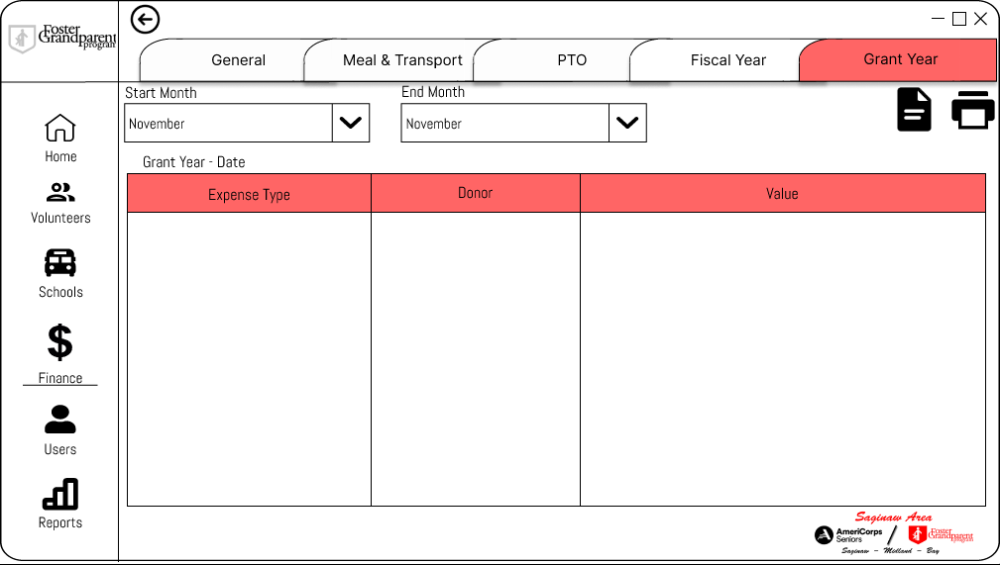 Foster
Grandparent
program
General
Meal & Transport
PTO
Fiscal Year
Grant Year
Start Month
End Month
November
November
Grant Year - Date
Expense Type
Donor
Value
Home
Volunteers
Schools
$
Finance
Users
Reports
Saginaw Area
AmeriCorps
Seniors
Foster
Grandparent
program
Saginaw - Midland - Bay